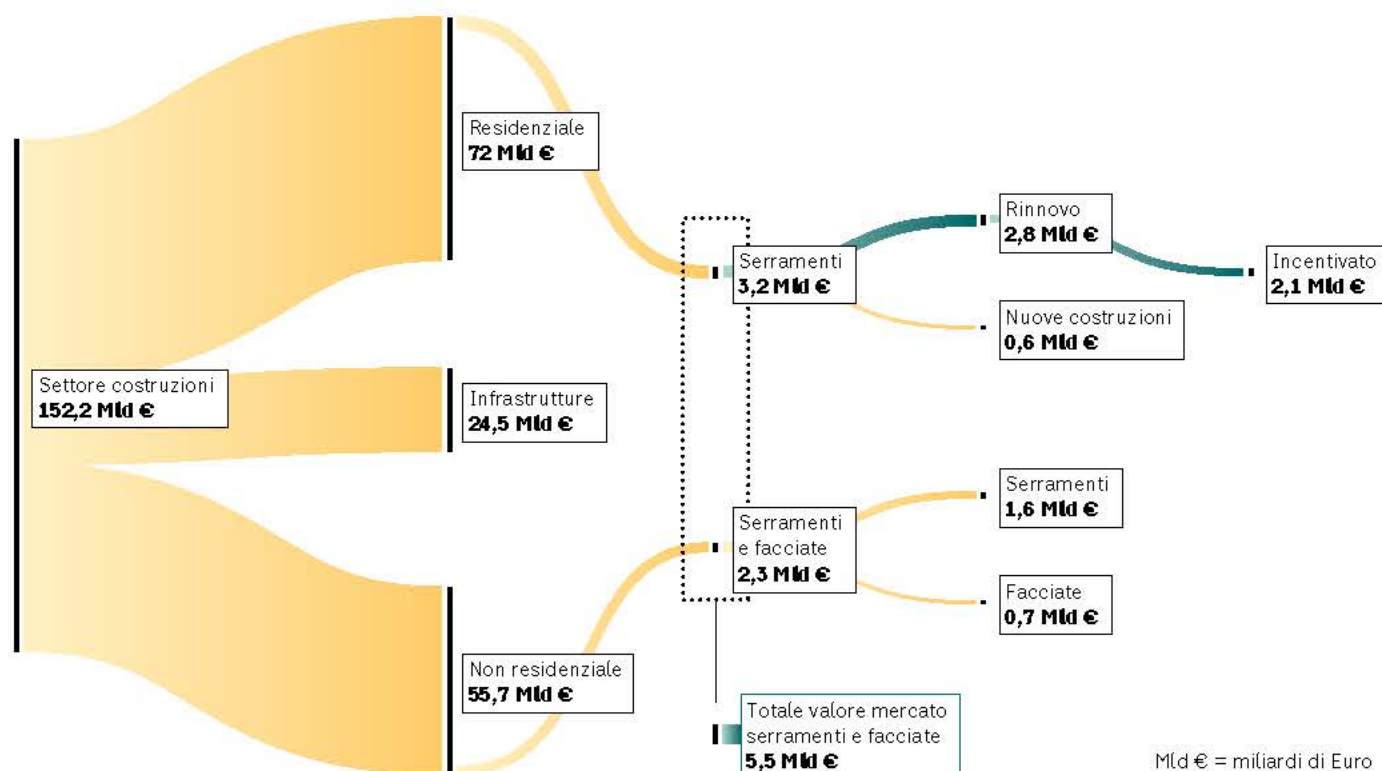 Residenziale
72 Mld €
Settore costruzioni
152,2 Mld €
Infrastrutture
24,5 Mld €
Non residenziale
55,7 Mld €
Serramenti
3,2 Mld €
Rinnovo
2,8 Mld €
Incentivato
2,1 Mld €
Nuove costruzioni
0,6 Mld €
Serramenti
e facciate
2,3 Mld €
Serramenti
1,6 Mld €
Facciate
0,7 Mld €
Totale valore mercato
serramenti e facciate
5,5 Mld €
Mld € = miliardi di Euro